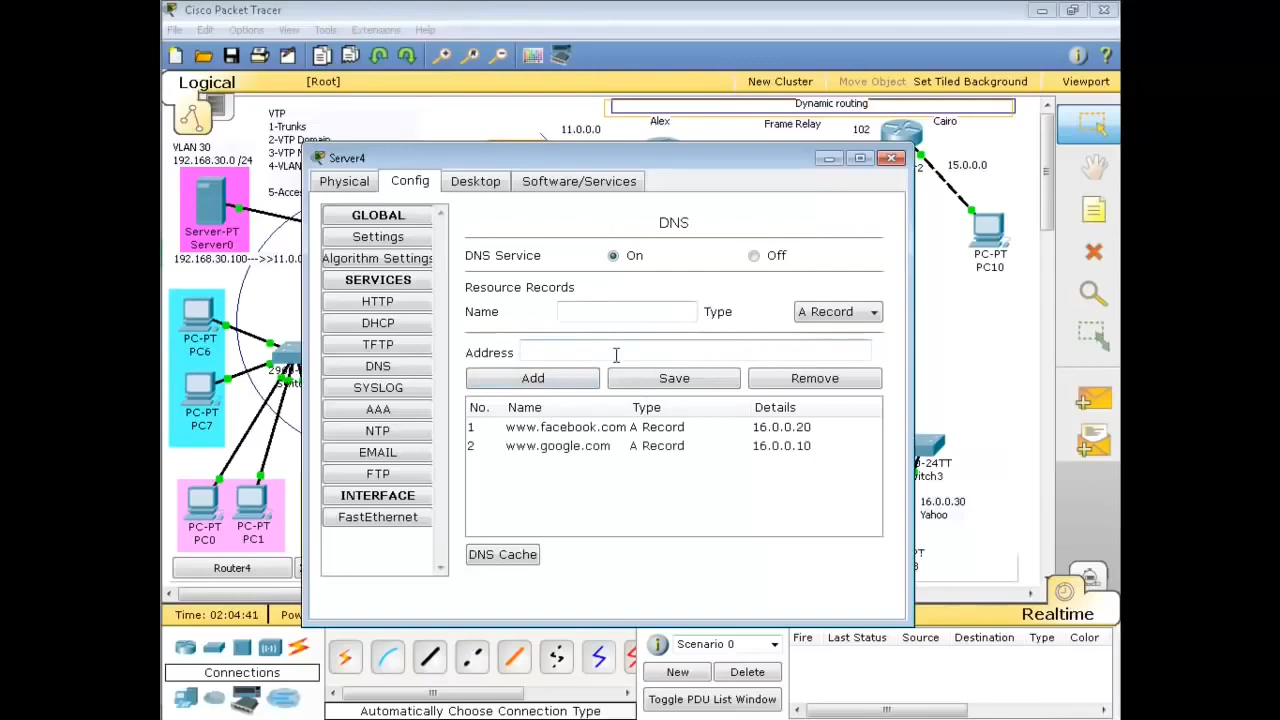 Cisco Packet Tracer
File Edit Options View Tools Extensions Help
Logical [Root] New Cluster Move Object Set Tiled Background Viewport
VTP
1-Trunks
2-VTP Domain
VLAN 30
192.168.30.0 /24
Server-PT
Server0
192.168.30.100--->>11.0.
PC-PT
PC6
PC-PT
PC7
PC-PT
PC0
PC-PT
PC1
Router4
Dynamic routing
11.0.0.0
Alex
Frame Relay
102
Cairo
15.0.0.0
PC-PT
PC10
16.0.0.30
Yahoo
Server4
Physical Config Desktop Software/Services
GLOBAL
Settings
Algorithm Settings
SERVICES
HTTP
DHCP
TFTP
DNS
SYSLOG
AAA
NTP
EMAIL
FTP
INTERFACE
FastEthernet
DNS
DNS Service On Off
Resource Records
Name Type A Record
Address
Add Save Remove
No. Name Type Details
1 www.facebook.com A Record 16.0.0.20
2 www.google.com A Record 16.0.0.10
DNS Cache
Time: 02:04:41
Realtime
Connections
Automatically Choose Connection Type
Scenario 0
New Delete
Toggle PDU List Window
Fire Last Status Source Destination Type Color